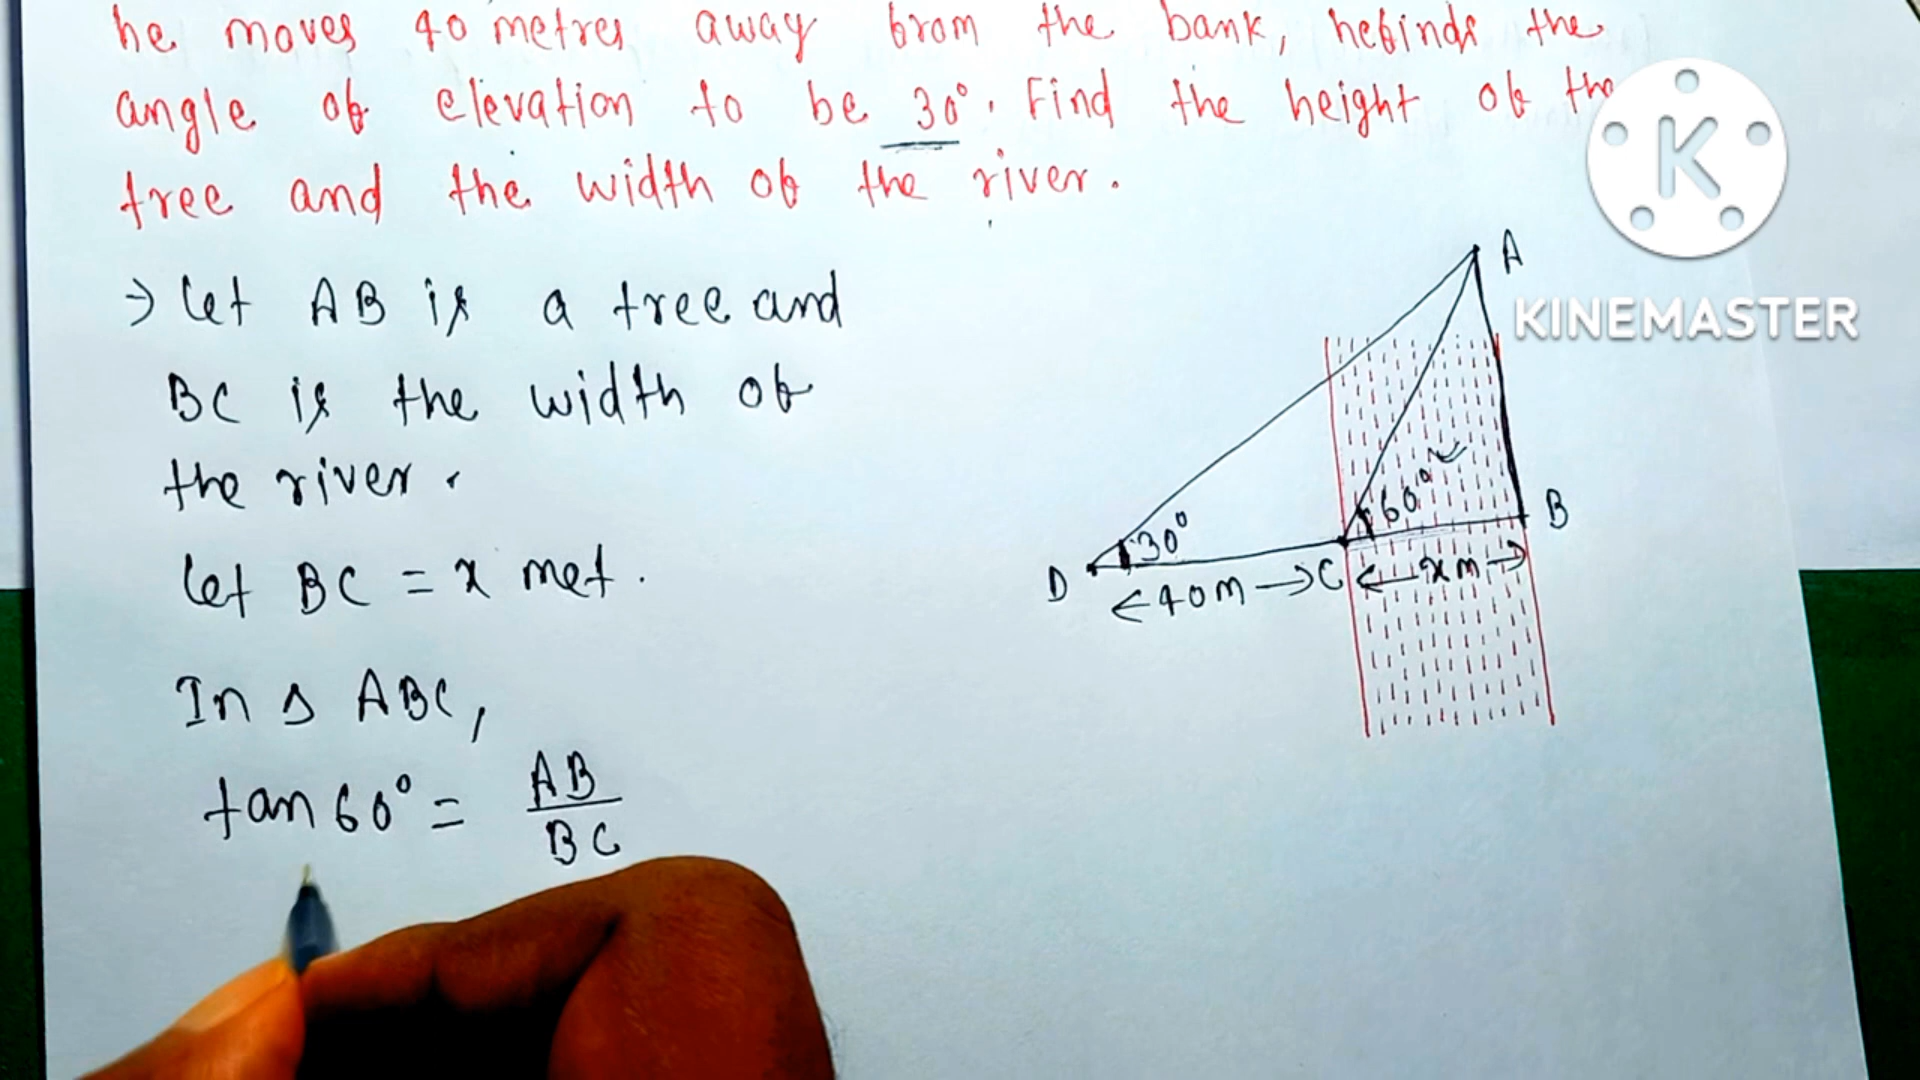 he moves 40 metres away from the bank, he finds the
angle of elevation to be 30°. Find the height of the
tree and the width of the river.
→ Let AB is a tree and
BC is the width of
the river.
Let BC = x met.
In Δ ABC,
tan 60° = AB
BC
A
60°
B
30°
D
40m
C
x m
K
KINEMASTER